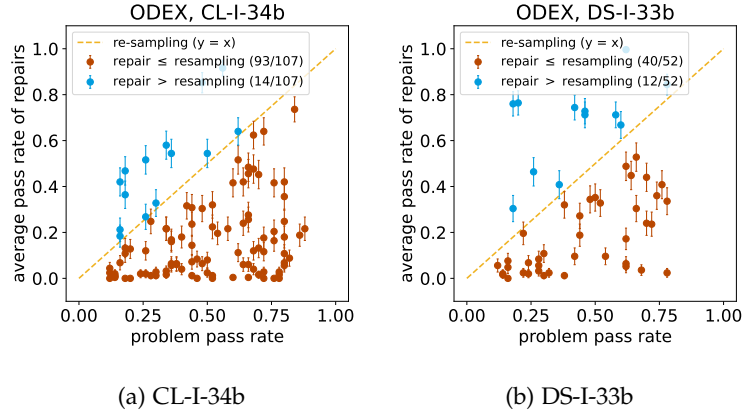 ODEX, CL-I-34b
re-sampling (y = x)
repair ≤ resampling (93/107)
repair > resampling (14/107)
average pass rate of repairs
1.0
0.8
0.6
0.4
0.2
0.0
0.00 0.25 0.50 0.75 1.00
problem pass rate
(a) CL-I-34b
ODEX, DS-I-33b
re-sampling (y = x)
repair ≤ resampling (40/52)
repair > resampling (12/52)
average pass rate of repairs
1.0
0.8
0.6
0.4
0.2
0.0
0.00 0.25 0.50 0.75 1.00
problem pass rate
(b) DS-I-33b